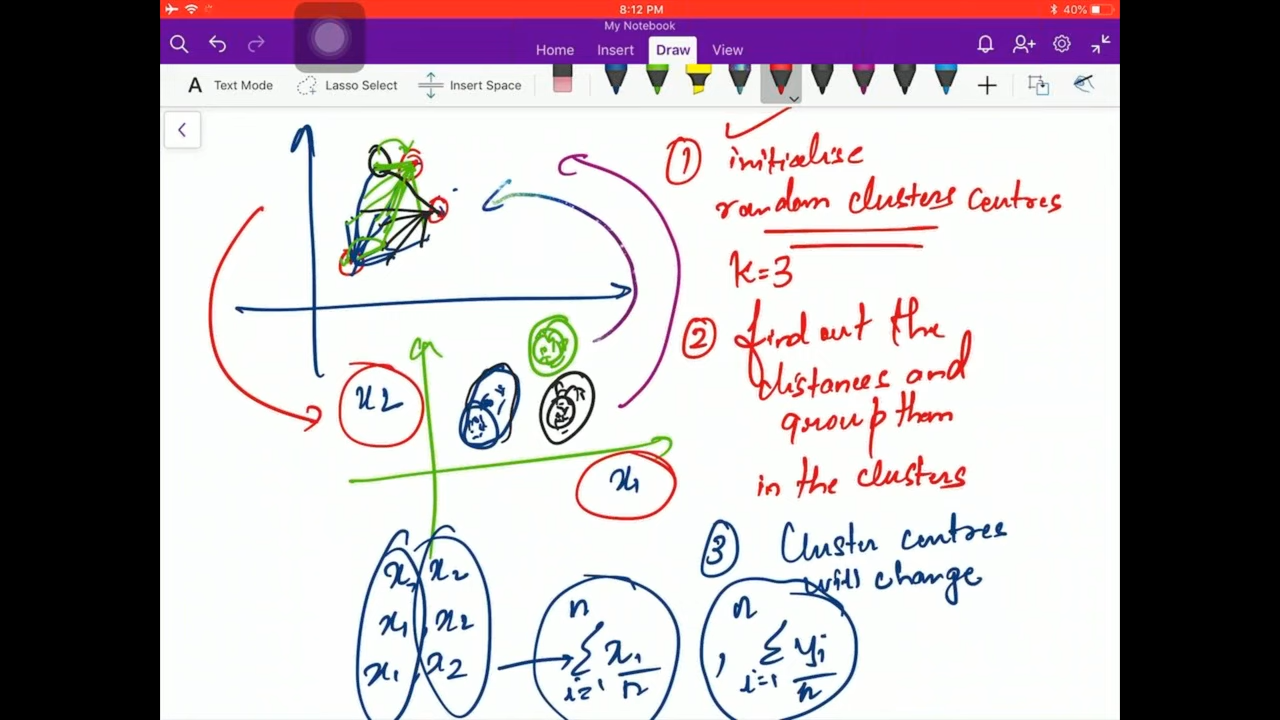 8:12 PM
40%
My Notebook
Home Insert Draw View
A Text Mode Lasso Select Insert Space
① initialise
random clusters centres
K=3
② find out the
distances and
group them
in the clusters
x2
x1
③ Cluster centres
will change
x1, x2
x1, x2
x1, x2
n
Σ x1/n
i=1
,
n
Σ yi/n
i=1